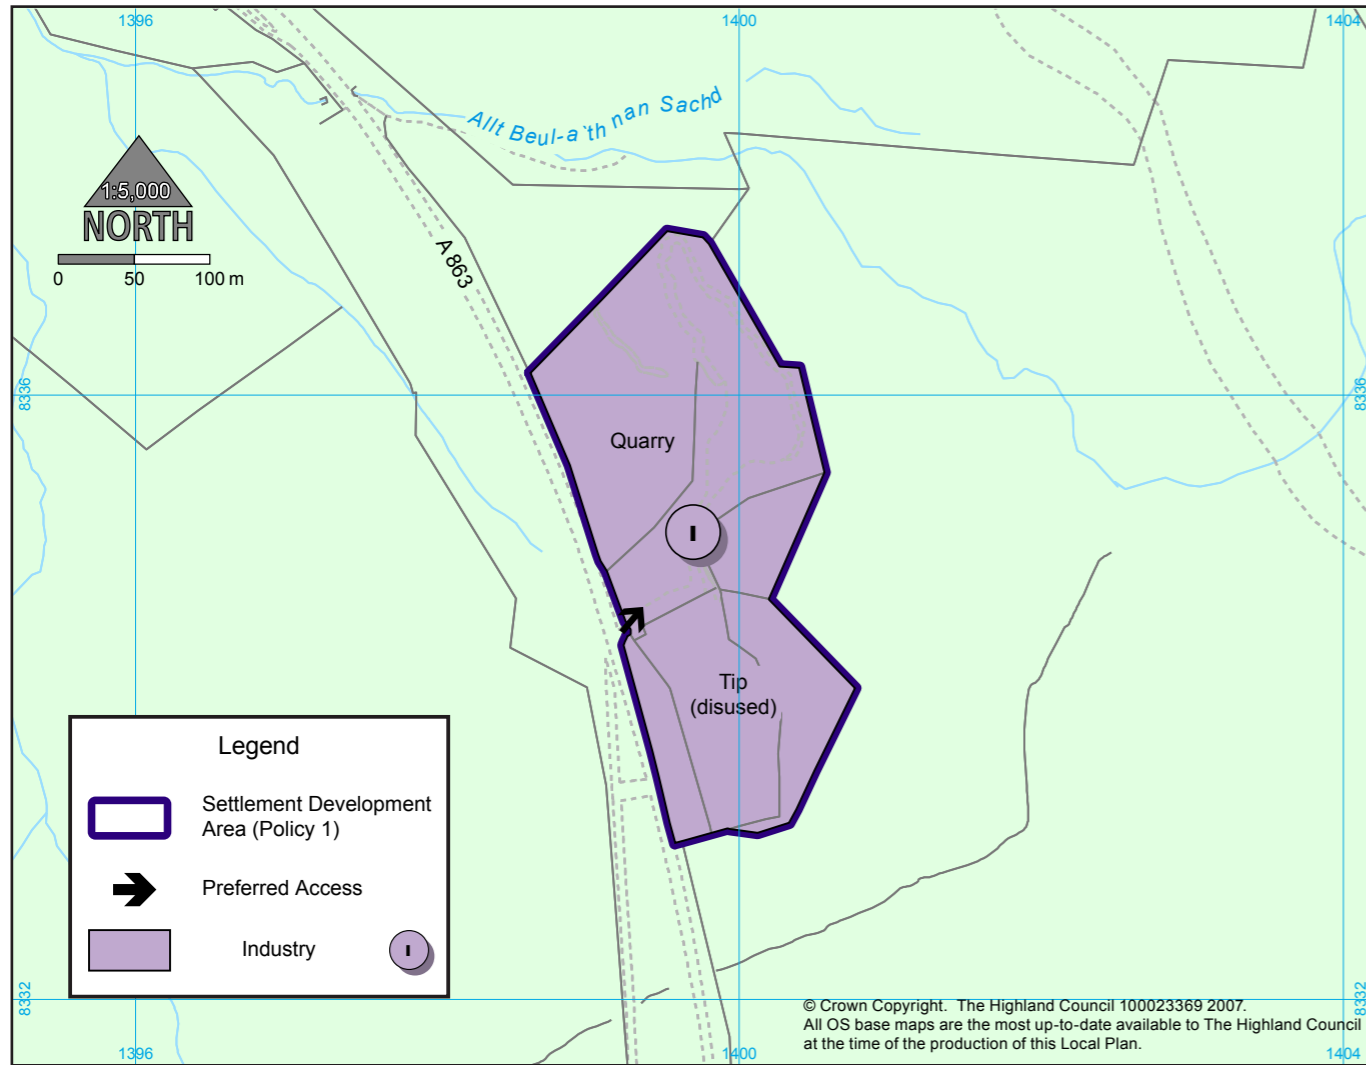 1396
1400
1404
Allt Beul-a'th nan Sachd
1:5,000
NORTH
0 50 100 m
A 863
8336
8336
Quarry
I
Tip
(disused)
Legend
Settlement Development
Area (Policy 1)
Preferred Access
Industry I
8332
8332
© Crown Copyright. The Highland Council 100023369 2007.
All OS base maps are the most up-to-date available to The Highland Council
at the time of the production of this Local Plan.
1396
1400
1404